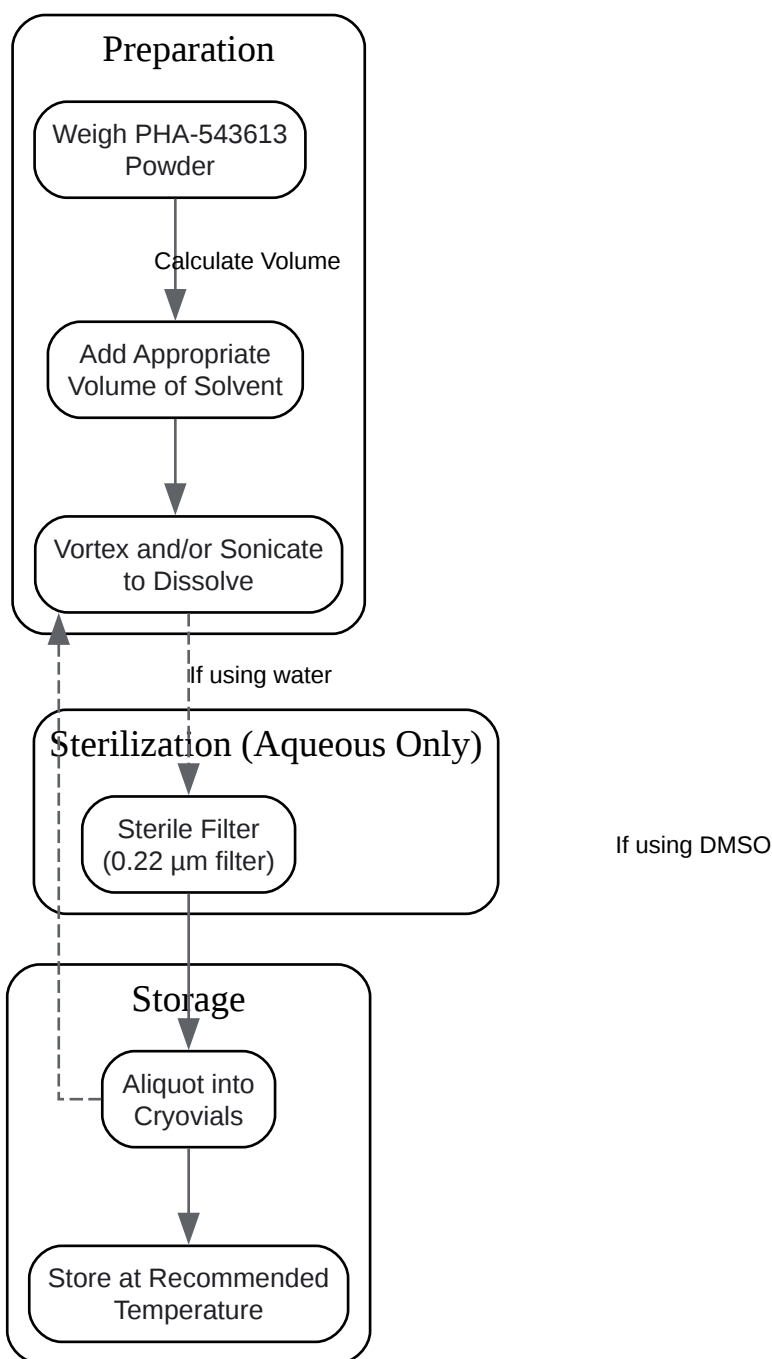 Preparation
Weigh PHA-543613
Powder
Calculate Volume
Add Appropriate
Volume of Solvent
Vortex and/or Sonicate
to Dissolve
If using water
Sterilization (Aqueous Only)
Sterile Filter
(0.22 µm filter)
If using DMSO
Storage
Aliquot into
Cryovials
Store at Recommended
Temperature